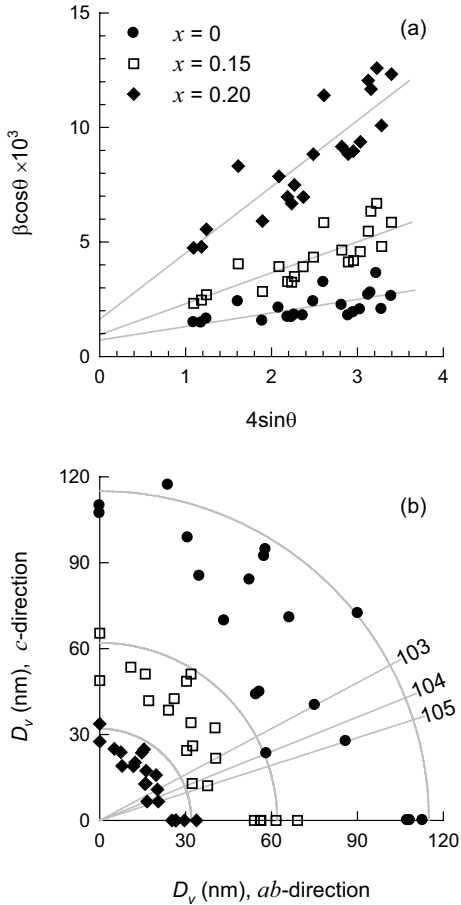 15
x = 0
(a)
x = 0.15
x = 0.20
10
5
0
βcosθ ×10³
0 1 2 3 4
4sinθ
120
(b)
90
60
30
0
D_v (nm), c-direction
103
104
105
0 30 60 90 120
D_v (nm), ab-direction